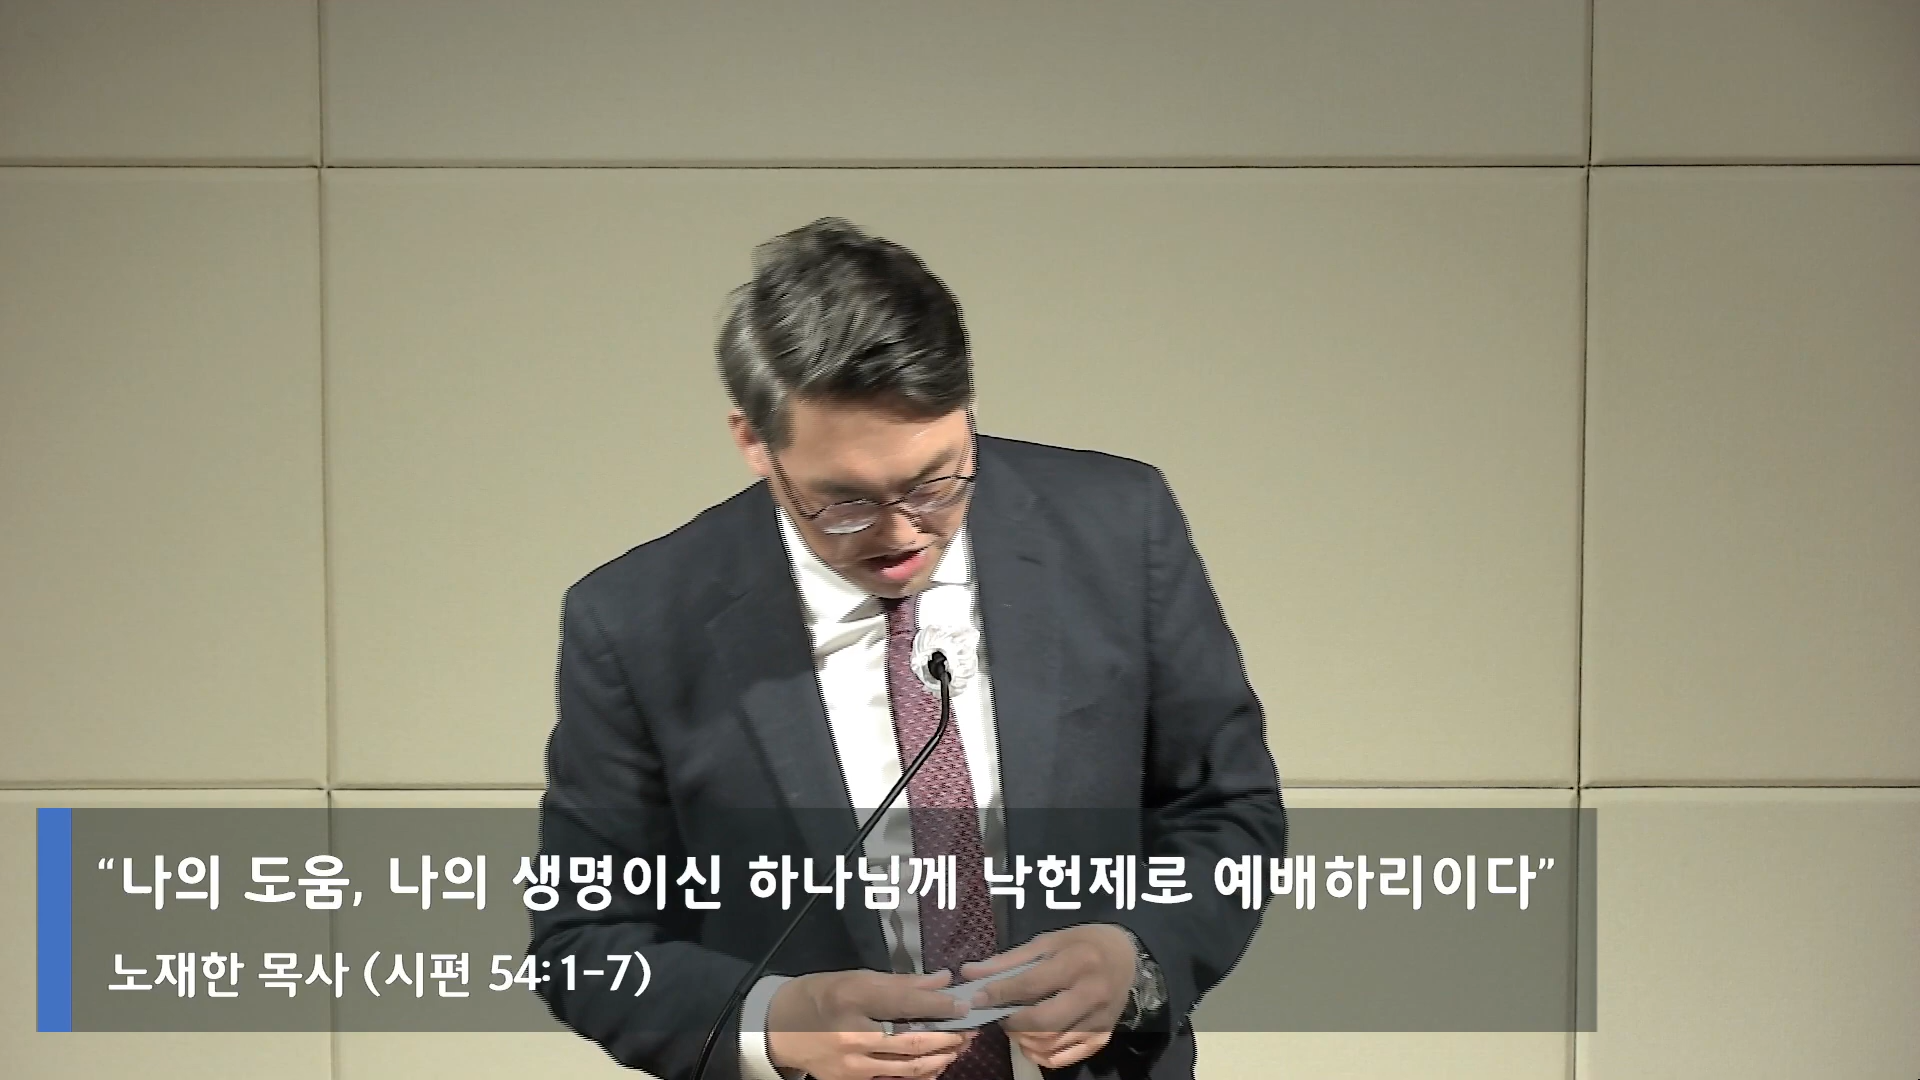 “나의 도움, 나의 생명이신 하나님께 낙헌제로 예배하리이다”
노재한 목사 (시편 54:1-7)